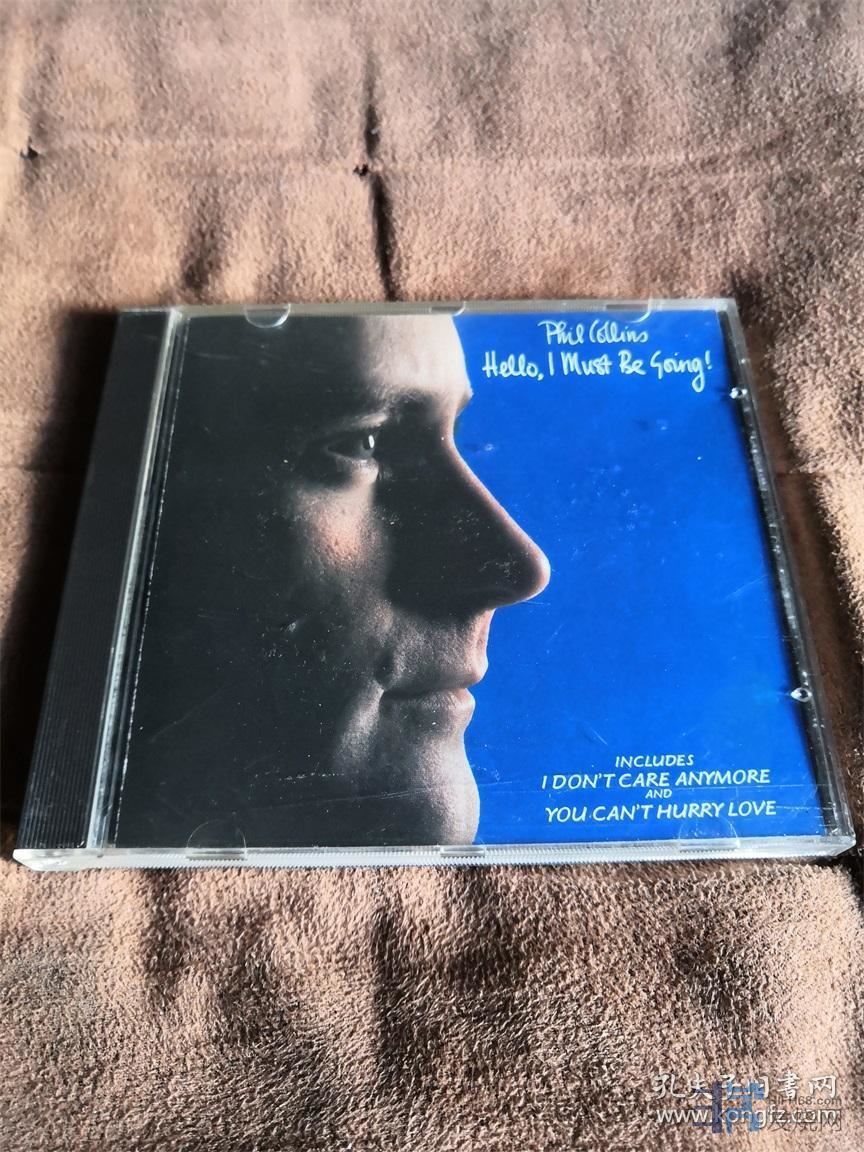 Phil Collins
Hello, I Must Be Going!
INCLUDES
I DON'T CARE ANYMORE
AND
YOU CAN'T HURRY LOVE
孔夫子旧書网
www.kongfz.com